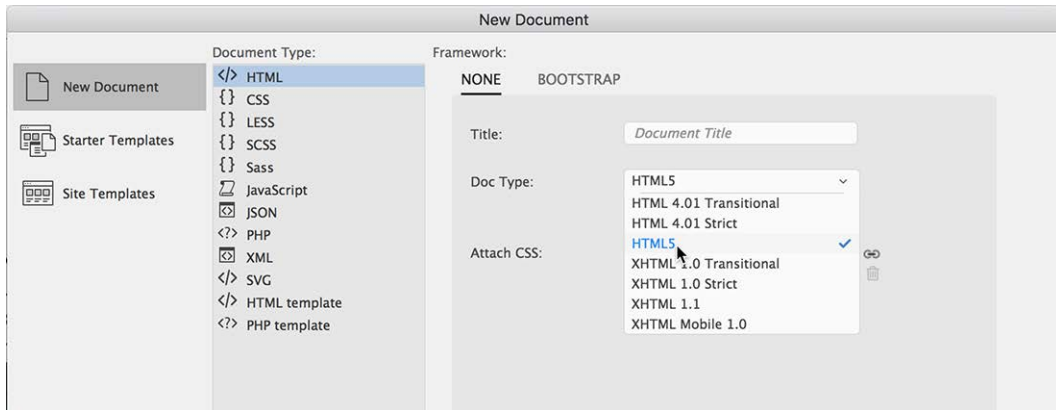 New Document
New Document
Starter Templates
Site Templates
Document Type:
</> HTML
{} CSS
{} LESS
{} SCSS
{} Sass
JavaScript
JSON
<?> PHP
XML
</> SVG
</> HTML template
<?> PHP template
Framework:
NONE BOOTSTRAP
Title: Document Title
Doc Type: HTML5
HTML 4.01 Transitional
HTML 4.01 Strict
HTML5
XHTML 1.0 Transitional
XHTML 1.0 Strict
XHTML 1.1
XHTML Mobile 1.0
Attach CSS: